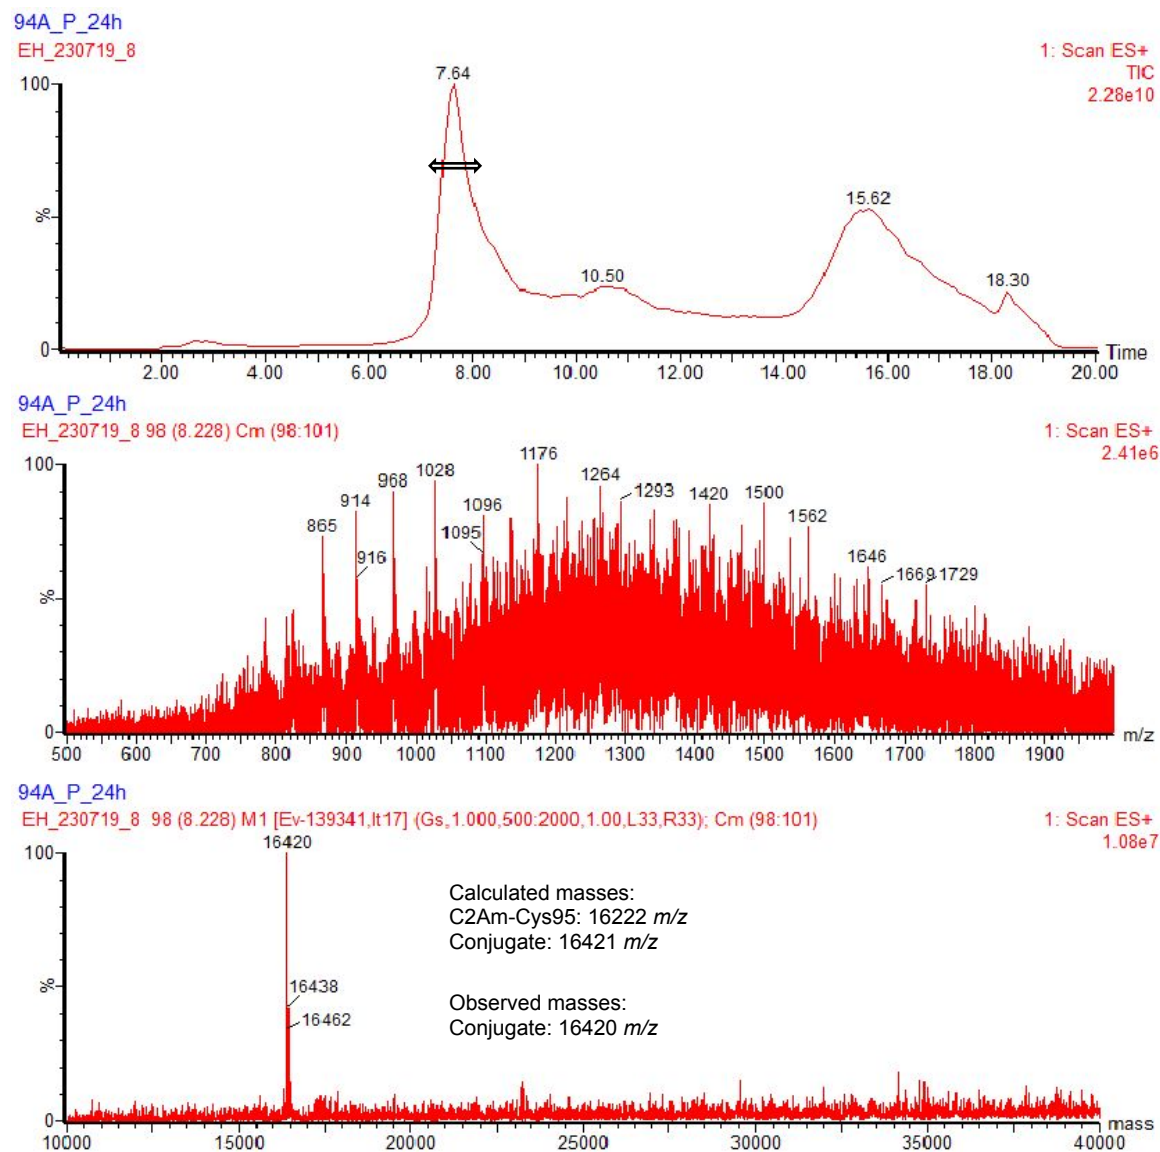 94A_P_24h
EH_230719_8
1: Scan ES+
TIC
2.28e10
100
%
0
7.64
10.50
15.62
18.30
2.00 4.00 6.00 8.00 10.00 12.00 14.00 16.00 18.00 20.00
Time
94A_P_24h
EH_230719_8 98 (8.228) Cm (98:101)
1: Scan ES+
2.41e6
100
%
0
865
914
916
968
1028
1095
1096
1176
1264
1293
1420
1500
1562
1646
1669
1729
500 600 700 800 900 1000 1100 1200 1300 1400 1500 1600 1700 1800 1900
m/z
94A_P_24h
EH_230719_8 98 (8.228) M1 [Ev-139341,It17] (Gs,1.000,500:2000,1.00,L33,R33); Cm (98:101)
1: Scan ES+
1.08e7
100
%
0
16420
16438
16462
Calculated masses:
C2Am-Cys95: 16222 m/z
Conjugate: 16421 m/z
Observed masses:
Conjugate: 16420 m/z
10000 15000 20000 25000 30000 35000 40000
mass